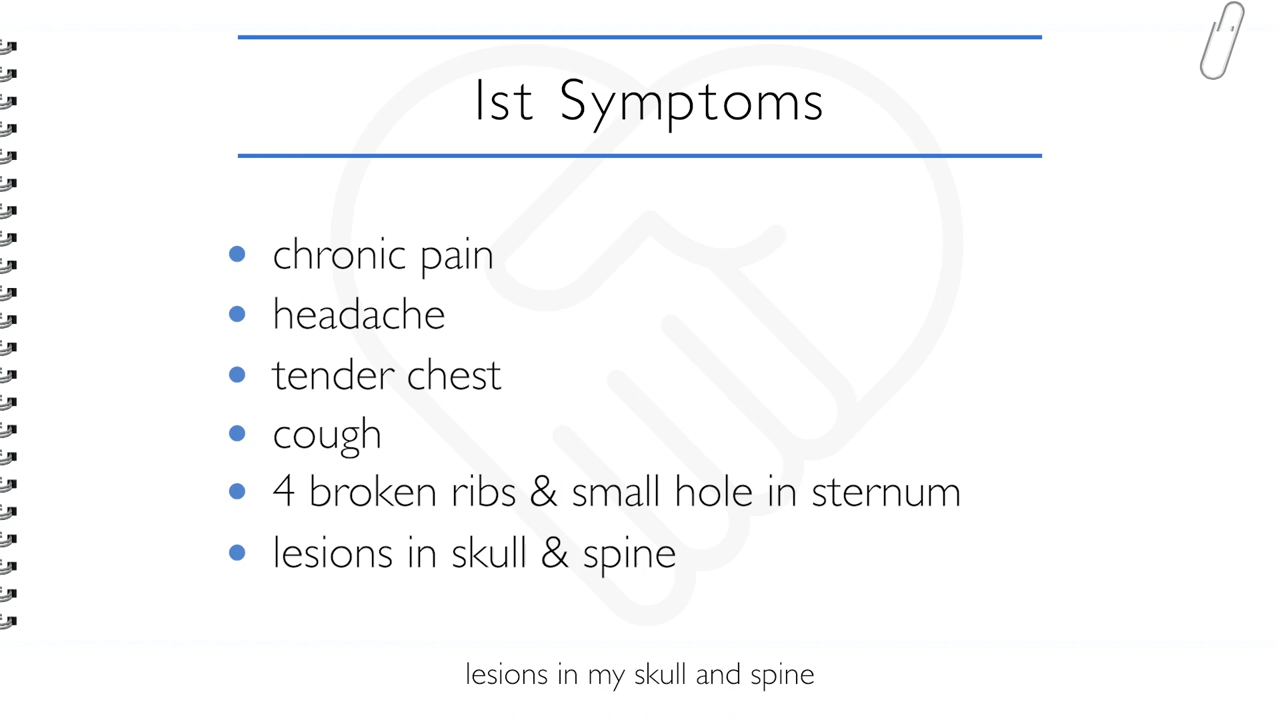 1st Symptoms
chronic pain
headache
tender chest
cough
4 broken ribs & small hole in sternum
lesions in skull & spine
lesions in my skull and spine